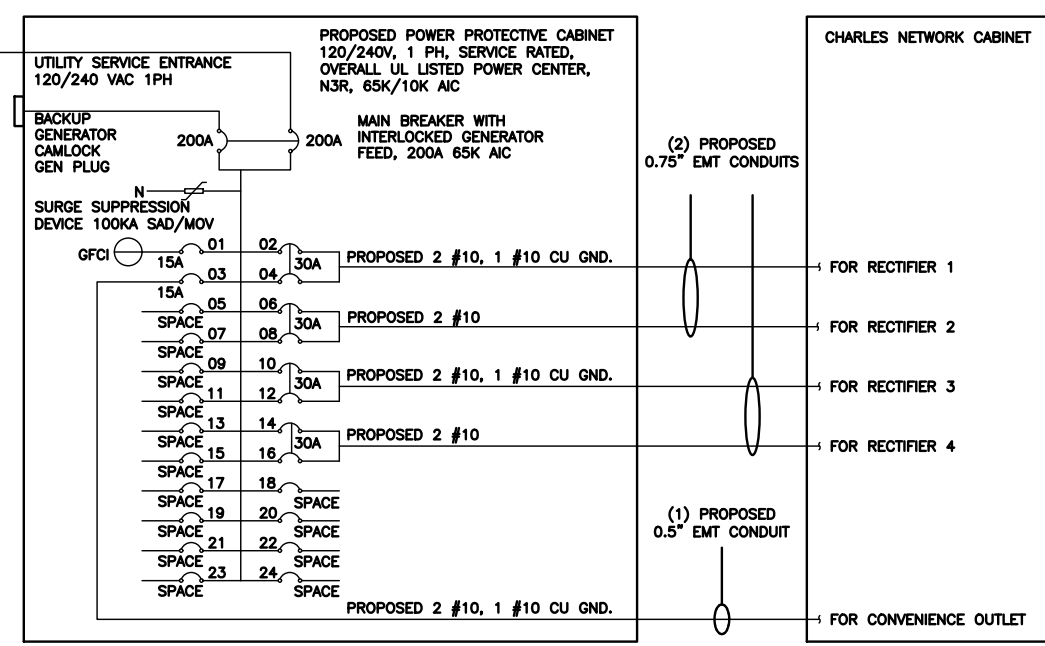 PROPOSED POWER PROTECTIVE CABINET
120/240V, 1 PH, SERVICE RATED,
OVERALL UL LISTED POWER CENTER,
N3R, 65K/10K AIC
CHARLES NETWORK CABINET
UTILITY SERVICE ENTRANCE
120/240 VAC 1PH
BACKUP
GENERATOR
CAMLOCK
GEN PLUG
200A
200A
MAIN BREAKER WITH
INTERLOCKED GENERATOR
FEED, 200A 65K AIC
(2) PROPOSED
0.75" EMT CONDUITS
N
SURGE SUPPRESSION
DEVICE 100KA SAD/MOV
GFCI
15A
01
02
30A
PROPOSED 2 #10, 1 #10 CU GND.
FOR RECTIFIER 1
15A
03
04
SPACE
05
06
30A
PROPOSED 2 #10
FOR RECTIFIER 2
SPACE
07
08
SPACE
09
10
30A
PROPOSED 2 #10, 1 #10 CU GND.
FOR RECTIFIER 3
SPACE
11
12
SPACE
13
14
30A
PROPOSED 2 #10
FOR RECTIFIER 4
SPACE
15
16
SPACE
17
18
SPACE
SPACE
19
20
SPACE
SPACE
21
22
SPACE
SPACE
23
24
SPACE
(1) PROPOSED
0.5" EMT CONDUIT
PROPOSED 2 #10, 1 #10 CU GND.
FOR CONVENIENCE OUTLET